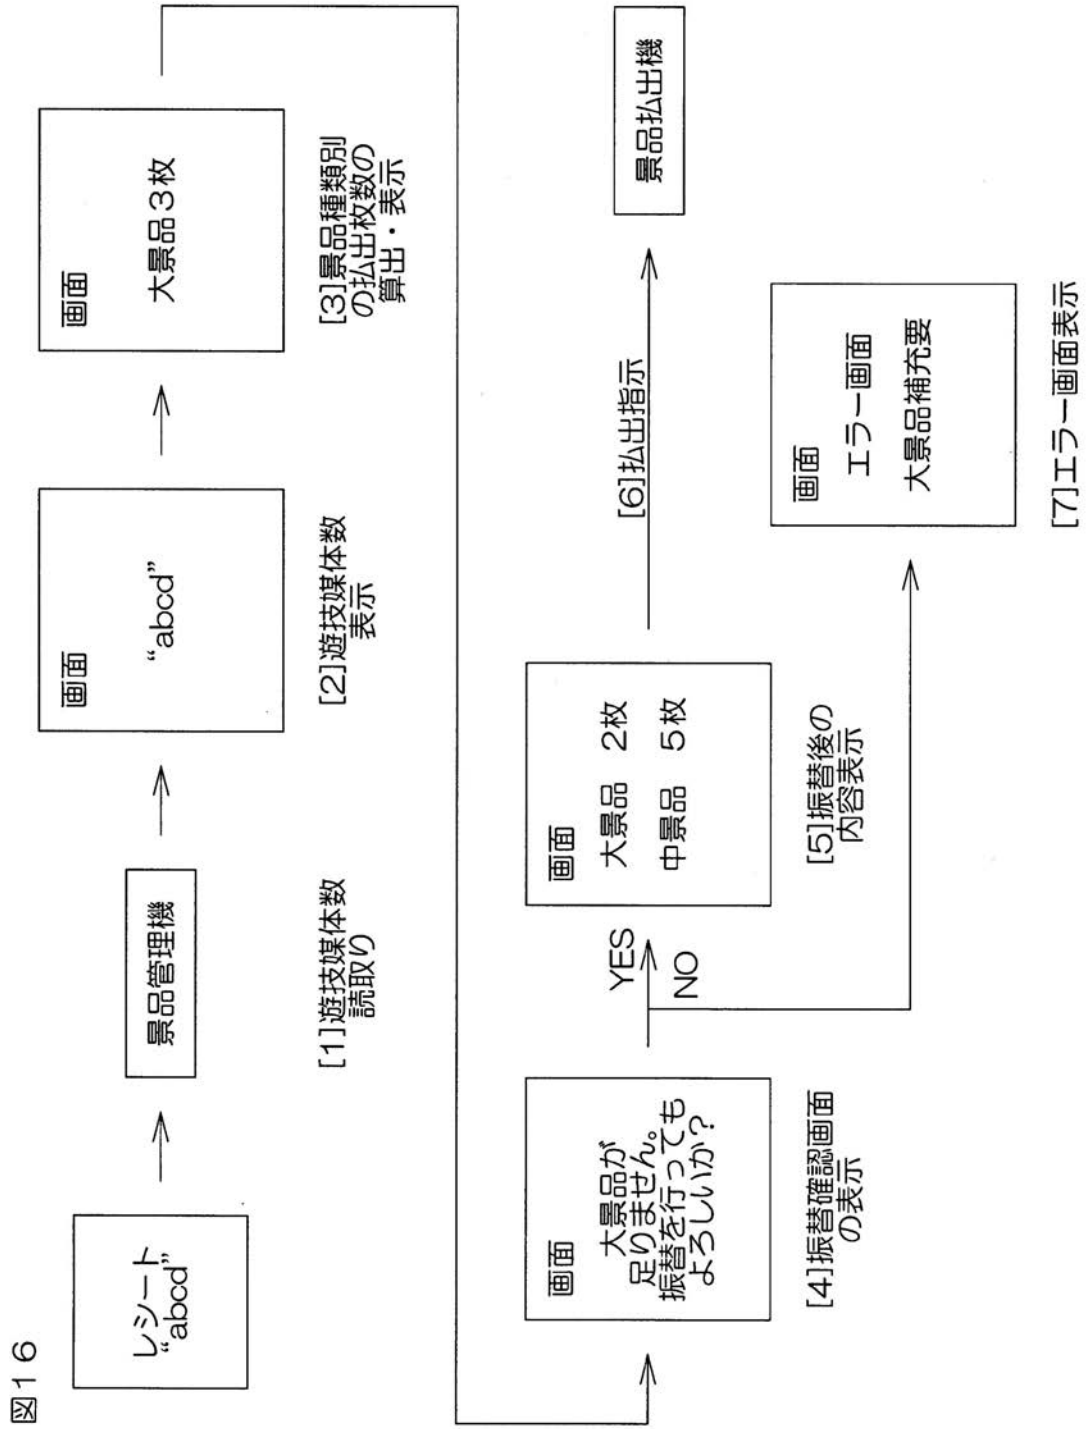 図16
レシート
“abcd”
景品管理機
[1]遊技媒体数
読取り
画面
“abcd”
[2]遊技媒体数
表示
画面
大景品3枚
[3]景品種類別
の払出枚数の
算出・表示
画面
大景品が
足りません。
振替を行っても
よろしいか?
[4]振替確認画面
の表示
YES
NO
画面
大景品 2枚
中景品 5枚
[5]振替後の
内容表示
[6]払出指示
景品払出機
画面
エラー画面
大景品補充要
[7]エラー画面表示